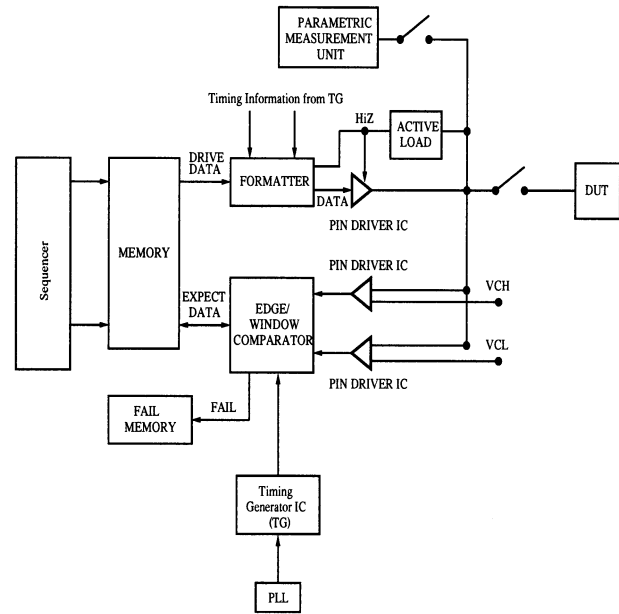 PARAMETRIC
MEASUREMENT
UNIT
Timing Information from TG
HiZ
ACTIVE
LOAD
DRIVE
DATA
FORMATTER
DATA
DUT
PIN DRIVER IC
Sequencer
MEMORY
PIN DRIVER IC
VCH
EXPECT
DATA
EDGE/
WINDOW
COMPARATOR
VCL
PIN DRIVER IC
FAIL
FAIL
MEMORY
Timing
Generator IC
(TG)
PLL